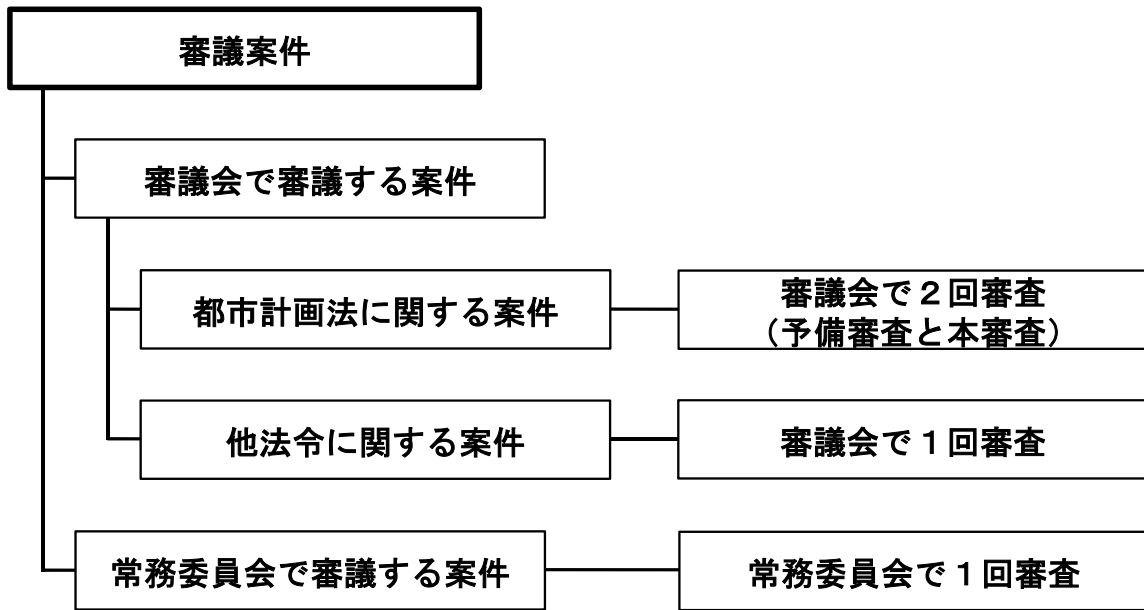 審議案件
審議会で審議する案件
都市計画法に関する案件
審議会で２回審査
（予備審査と本審査）
他法令に関する案件
審議会で１回審査
常務委員会で審議する案件
常務委員会で１回審査